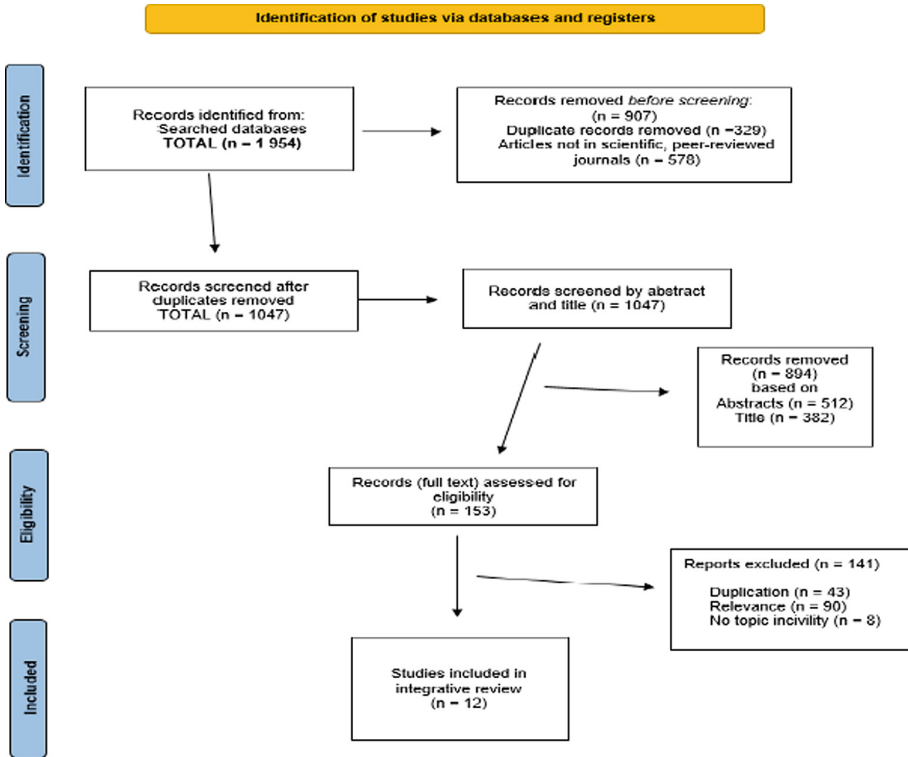 Identification of studies via databases and registers
Identification
Records identified from:
Searched databases
TOTAL (n – 1 954)
Records removed before screening:
(n = 907)
Duplicate records removed (n –329)
Articles not in scientific, peer-reviewed
journals (n = 578)
Screening
Records screened after
duplicates removed
TOTAL (n – 1047)
Records screened by abstract
and title (n = 1047)
Records removed
(n – 894)
based on
Abstracts (n = 512)
Title (n – 382)
Eligibility
Records (full text) assessed for
eligibility
(n = 153)
Reports excluded (n = 141)
Duplication (n = 43)
Relevance (n = 90)
No topic incivility (n – 8)
Included
Studies included in
integrative review
(n – 12)